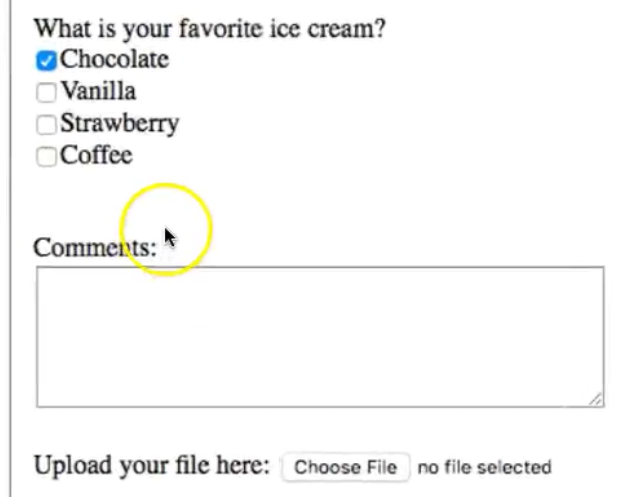 What is your favorite ice cream?
Chocolate
Vanilla
Strawberry
Coffee
Comments:
Upload your file here: Choose File no file selected